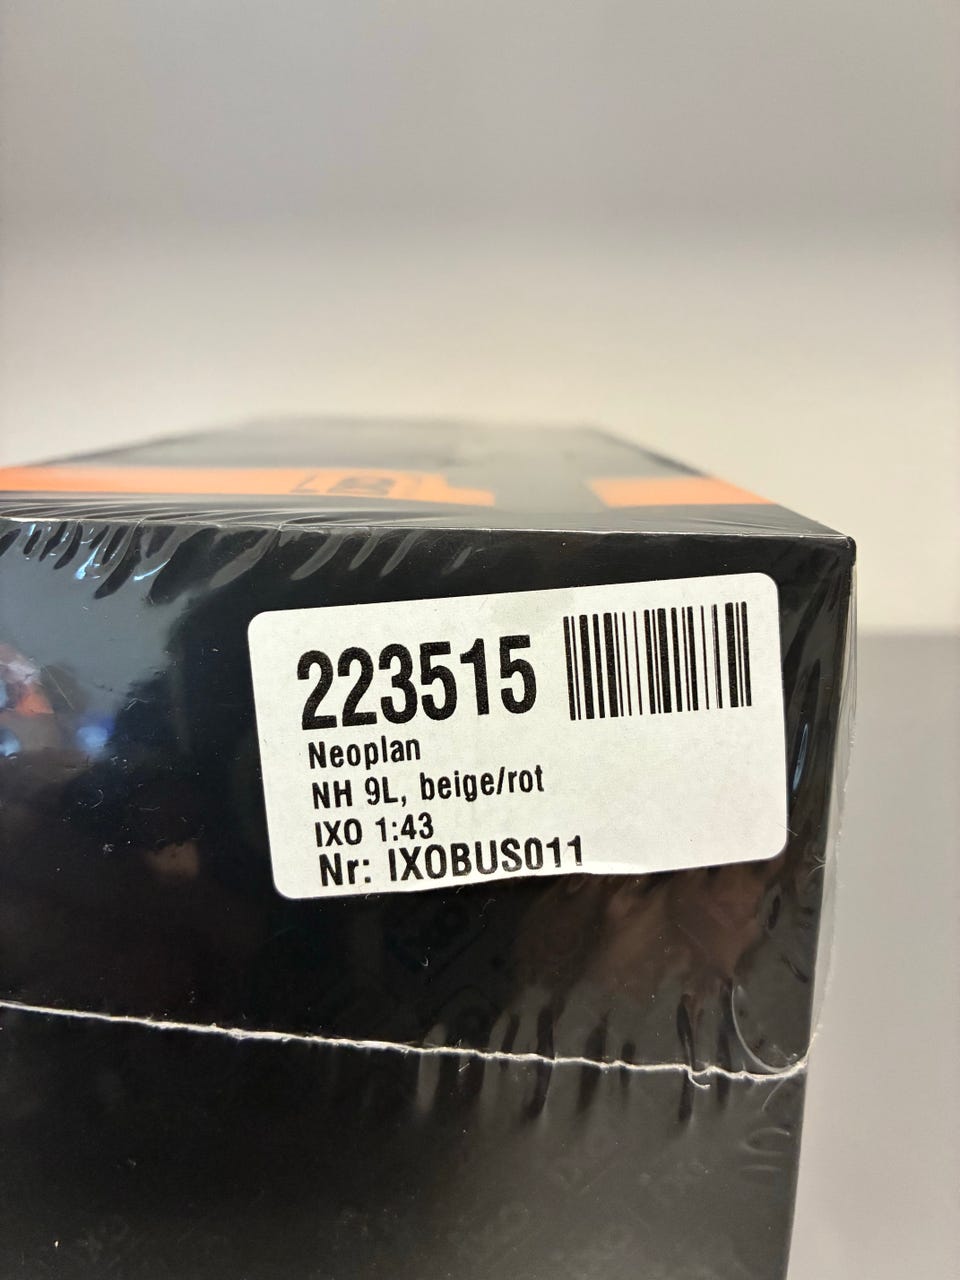 223515
Neoplan
NH 9L, beige/rot
IXO 1:43
Nr: IXOBUS011